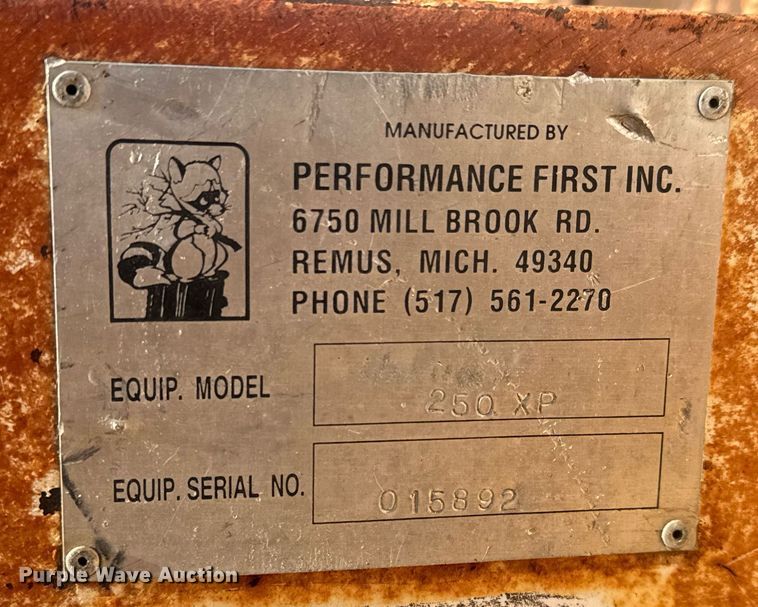 MANUFACTURED BY
PERFORMANCE FIRST INC.
6750 MILL BROOK RD.
REMUS, MICH. 49340
PHONE (517) 561-2270
EQUIP. MODEL 250 XP
EQUIP. SERIAL NO. 015892
Purple Wave Auction